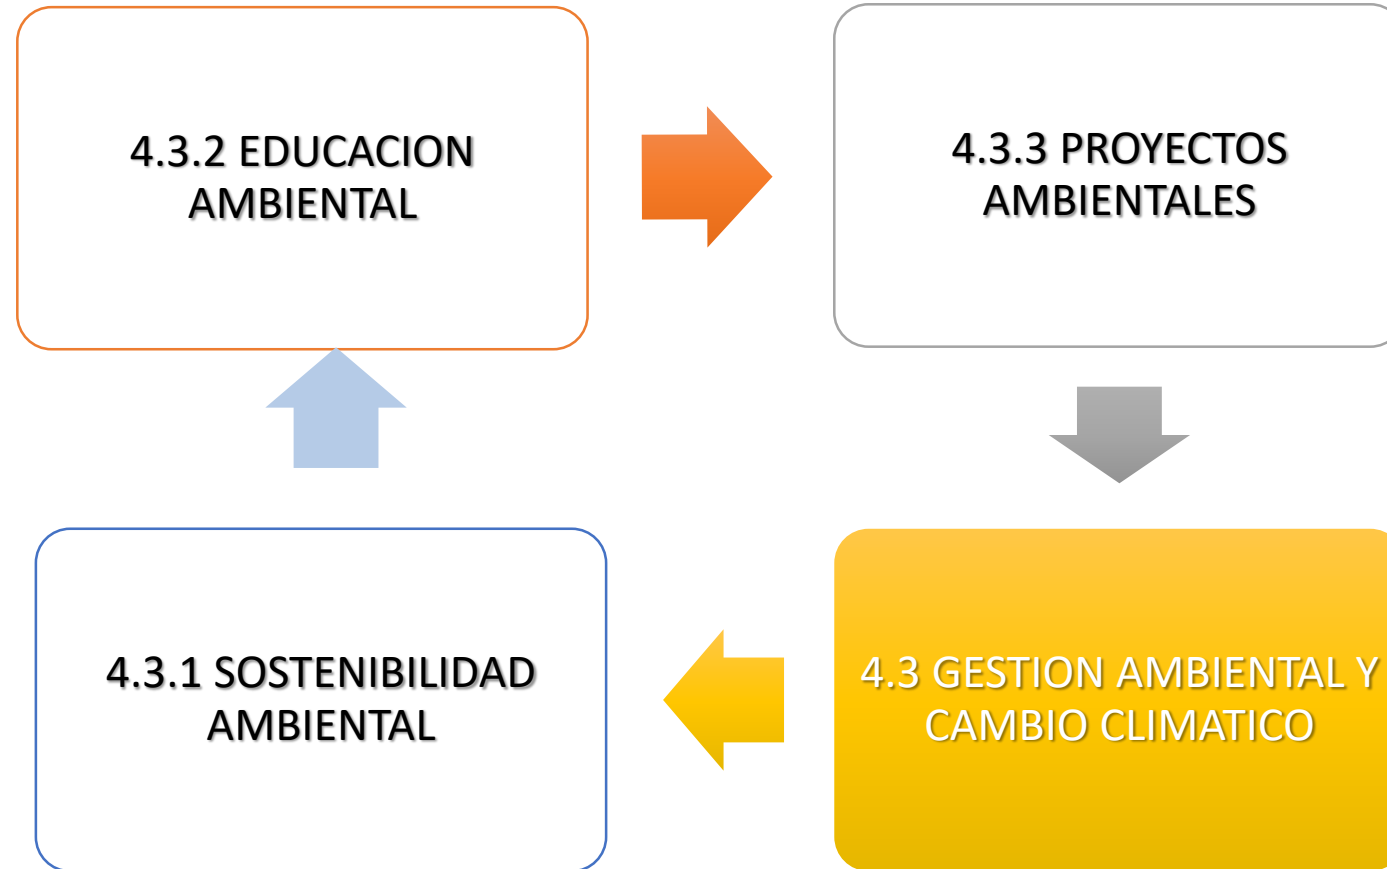 4.3.2 EDUCACION
AMBIENTAL
4.3.3 PROYECTOS
AMBIENTALES
4.3.1 SOSTENIBILIDAD
AMBIENTAL
4.3 GESTION AMBIENTAL Y
CAMBIO CLIMATICO